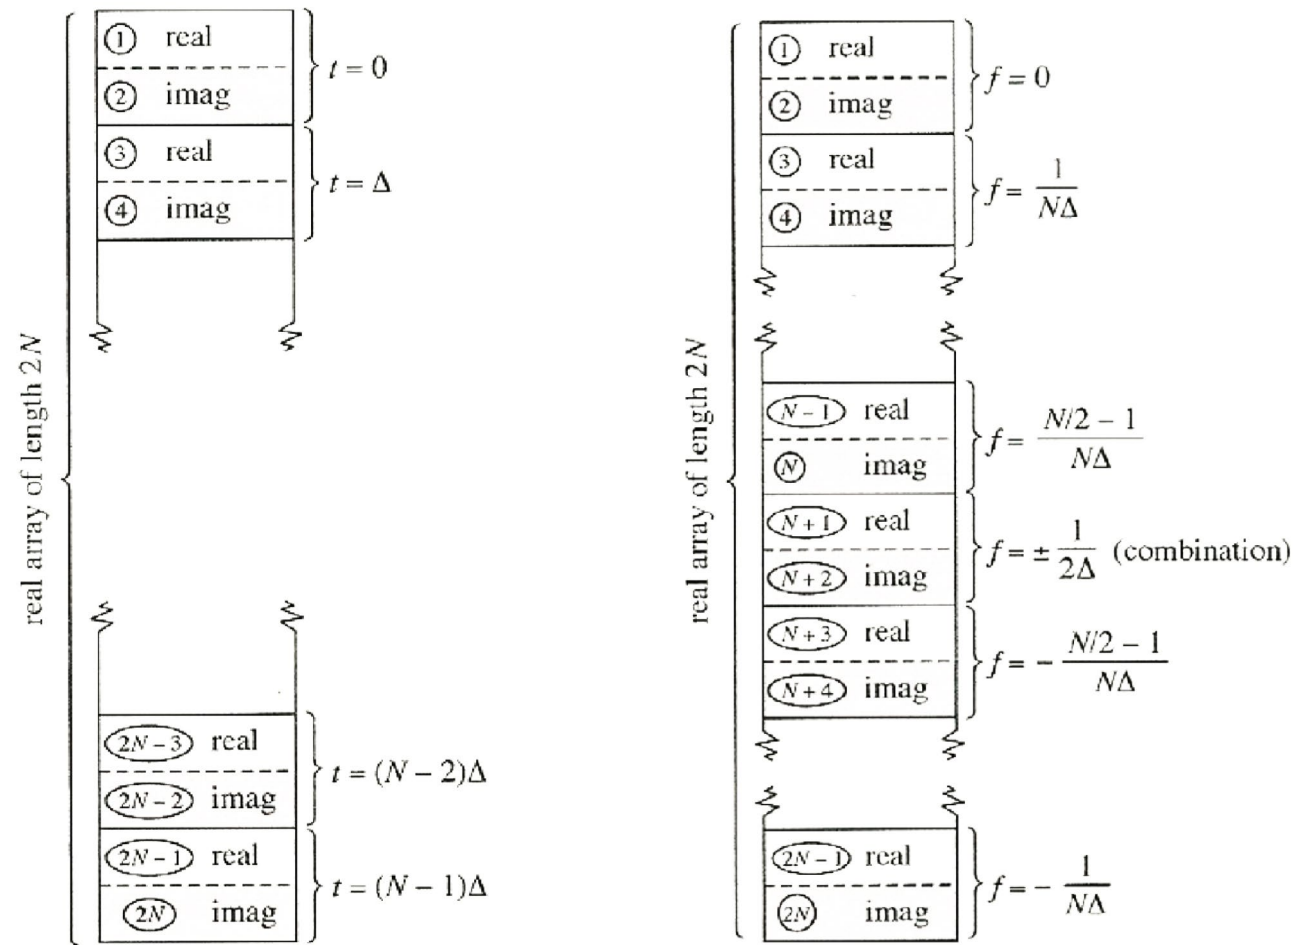 real array of length 2N
① real
② imag
t = 0
③ real
④ imag
t = Δ
2N − 3 real
2N − 2 imag
t = (N − 2)Δ
2N − 1 real
2N imag
t = (N − 1)Δ
real array of length 2N
① real
② imag
f = 0
③ real
④ imag
f = 1/NΔ
N − 1 real
N imag
f = N/2 − 1/NΔ
N + 1 real
N + 2 imag
f = ± 1/2Δ (combination)
N + 3 real
N + 4 imag
f = − N/2 − 1/NΔ
2N − 1 real
2N imag
f = − 1/NΔ